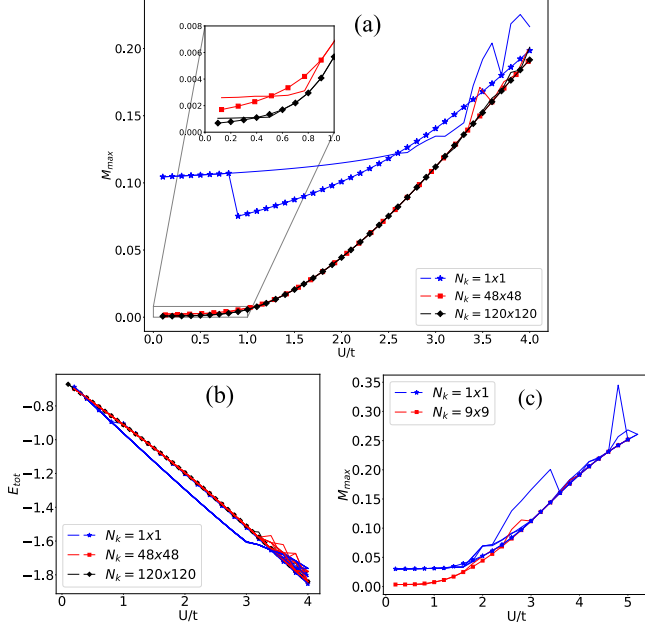 (a)
0.20
0.15
0.10
0.05
0.00
M_max
0.008
0.006
0.004
0.002
0.000
0.0 0.2 0.4 0.6 0.8 1.0
N_k = 1x1
N_k = 48x48
N_k = 120x120
0.0 0.5 1.0 1.5 2.0 2.5 3.0 3.5 4.0
U/t
(b)
−0.8
−1.0
−1.2
−1.4
−1.6
−1.8
E_tot
N_k = 1x1
N_k = 48x48
N_k = 120x120
0 1 2 3 4
U/t
(c)
0.35
0.30
0.25
0.20
0.15
0.10
0.05
0.00
M_max
N_k = 1x1
N_k = 9x9
0 1 2 3 4 5
U/t